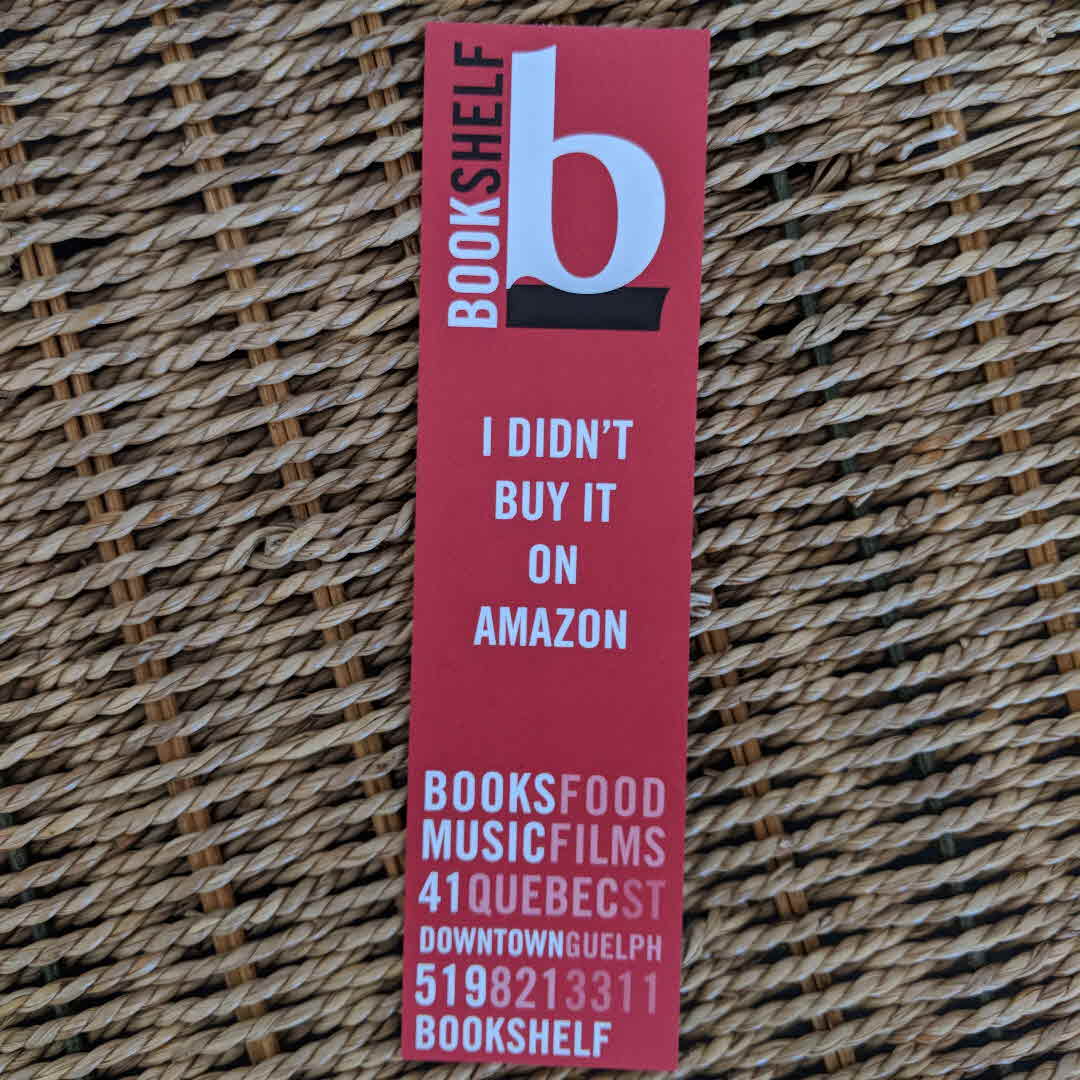 BOOKSHELF
b
I DIDN'T
BUY IT
ON
AMAZON
BOOKSFOOD
MUSICFILMS
41QUEBECST
DOWNTOWNGUELPH
5198213311
BOOKSHELF